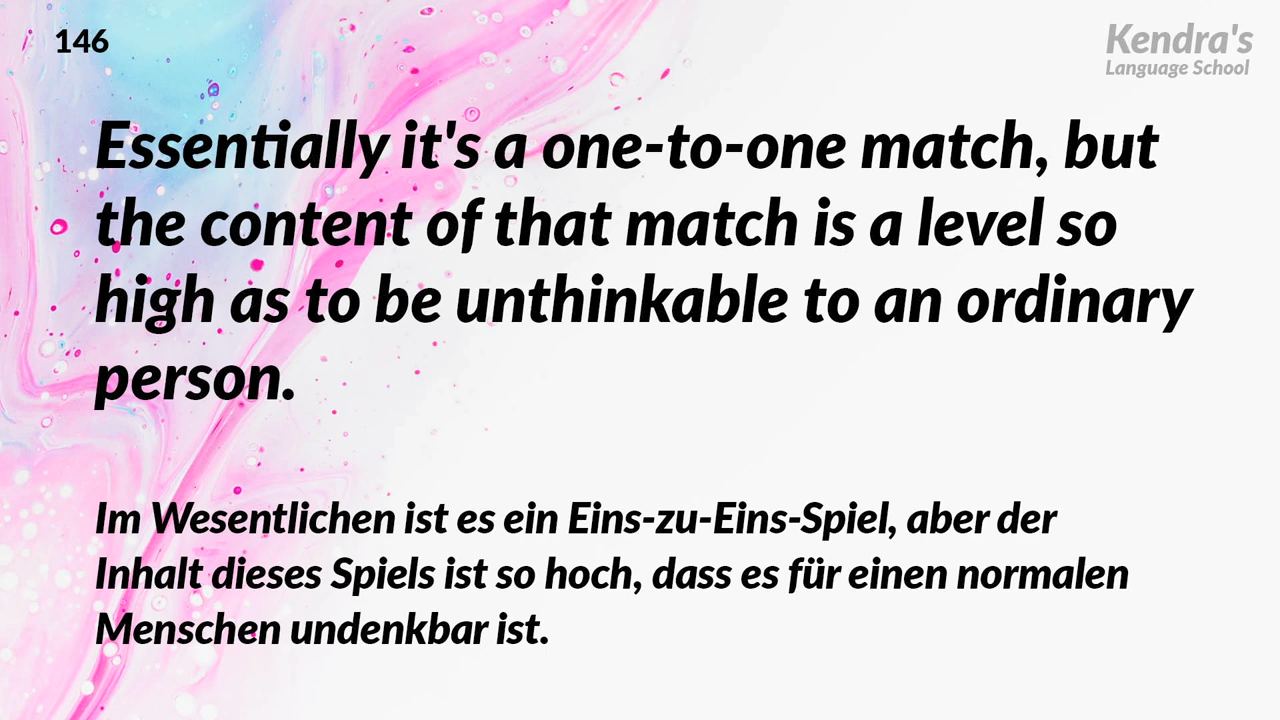 146
Kendra's
Language School
Essentially it's a one-to-one match, but
the content of that match is a level so
high as to be unthinkable to an ordinary
person.
Im Wesentlichen ist es ein Eins-zu-Eins-Spiel, aber der
Inhalt dieses Spiels ist so hoch, dass es für einen normalen
Menschen undenkbar ist.